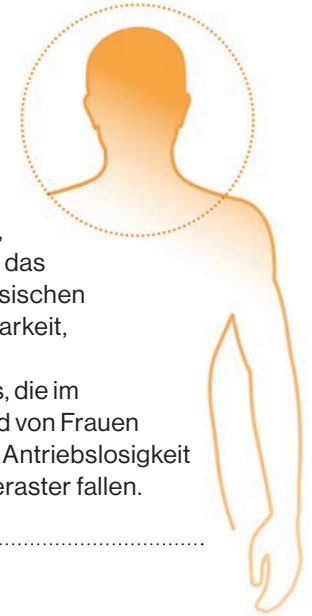 ,
das
sischen
arkeit,
s, die im
d von Frauen
Antriebslosigkeit
eraster fallen.